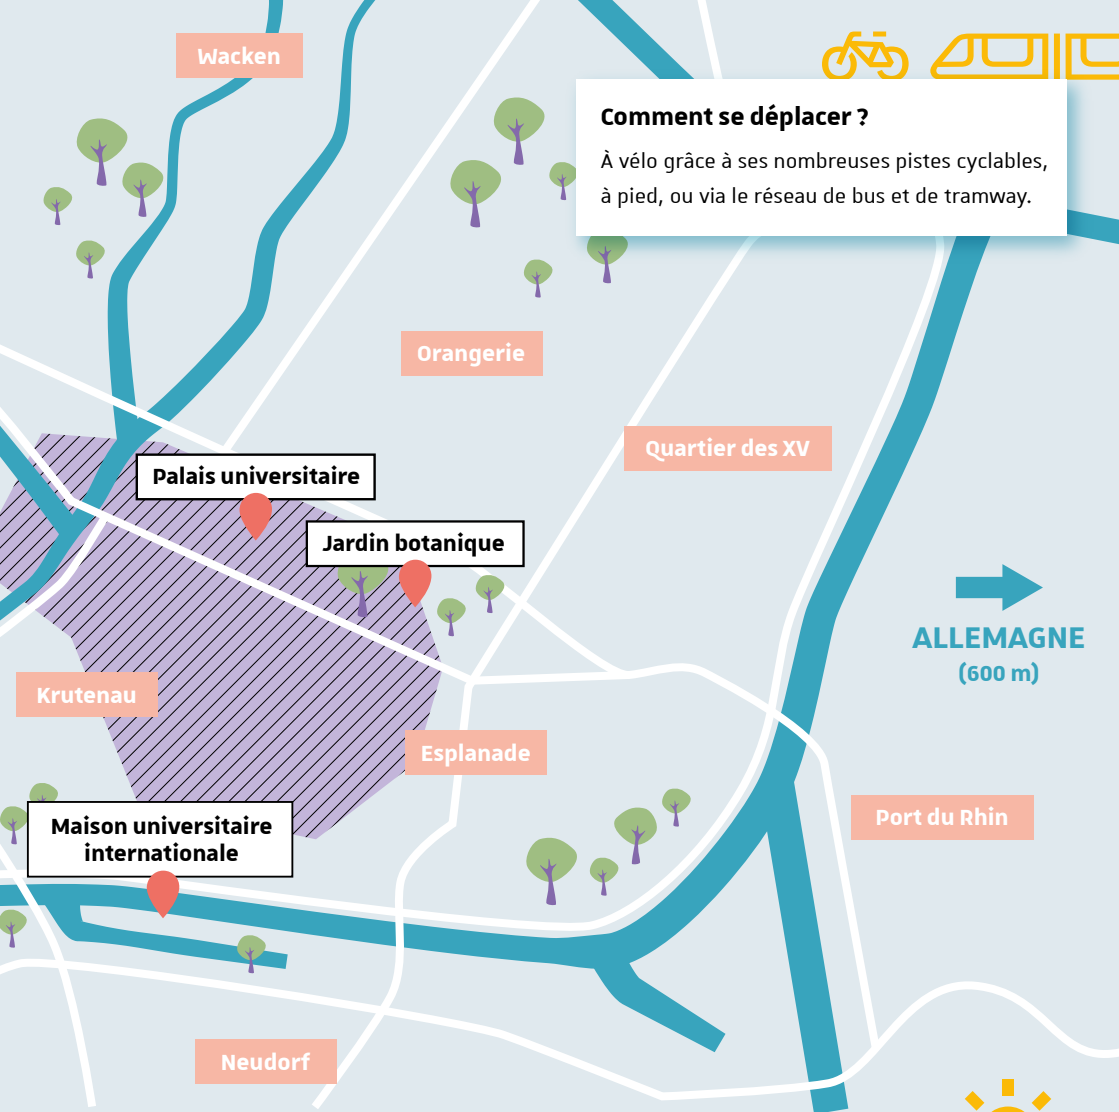 Wacken
Comment se déplacer ?
À vélo grâce à ses nombreuses pistes cyclables,
à pied, ou via le réseau de bus et de tramway.
Orangerie
Quartier des XV
Palais universitaire
Jardin botanique
ALLEMAGNE
(600 m)
Krutenau
Esplanade
Port du Rhin
Maison universitaire
internationale
Neudorf